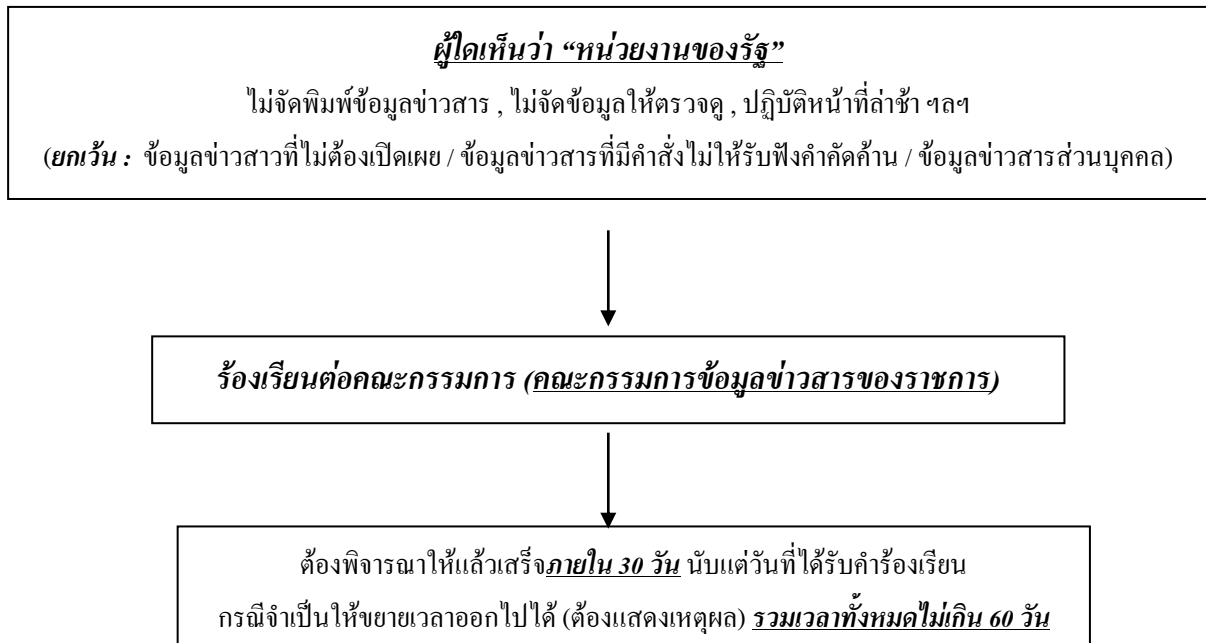 ผู้ใดเห็นว่า “หน่วยงานของรัฐ”
ไม่จัดพิมพ์ข้อมูลข่าวสาร , ไม่จัดข้อมูลให้ตรวจดู , ปฏิบัติหน้าที่ล่าช้า ฯลฯ
(ยกเว้น : ข้อมูลข่าวสาวที่ไม่ต้องเปิดเผย / ข้อมูลข่าวสารที่มีคำสั่งไม่ให้รับฟังคำคัดค้าน / ข้อมูลข่าวสารส่วนบุคคล)
ร้องเรียนต่อคณะกรรมการ (คณะกรรมการข้อมูลข่าวสารของราชการ)
ต้องพิจารณาให้แล้วเสร็จภายใน 30 วัน นับแต่วันที่ได้รับคำร้องเรียน
กรณีจำเป็นให้ขยายเวลาออกไปได้ (ต้องแสดงเหตุผล) รวมเวลาทั้งหมดไม่เกิน 60 วัน